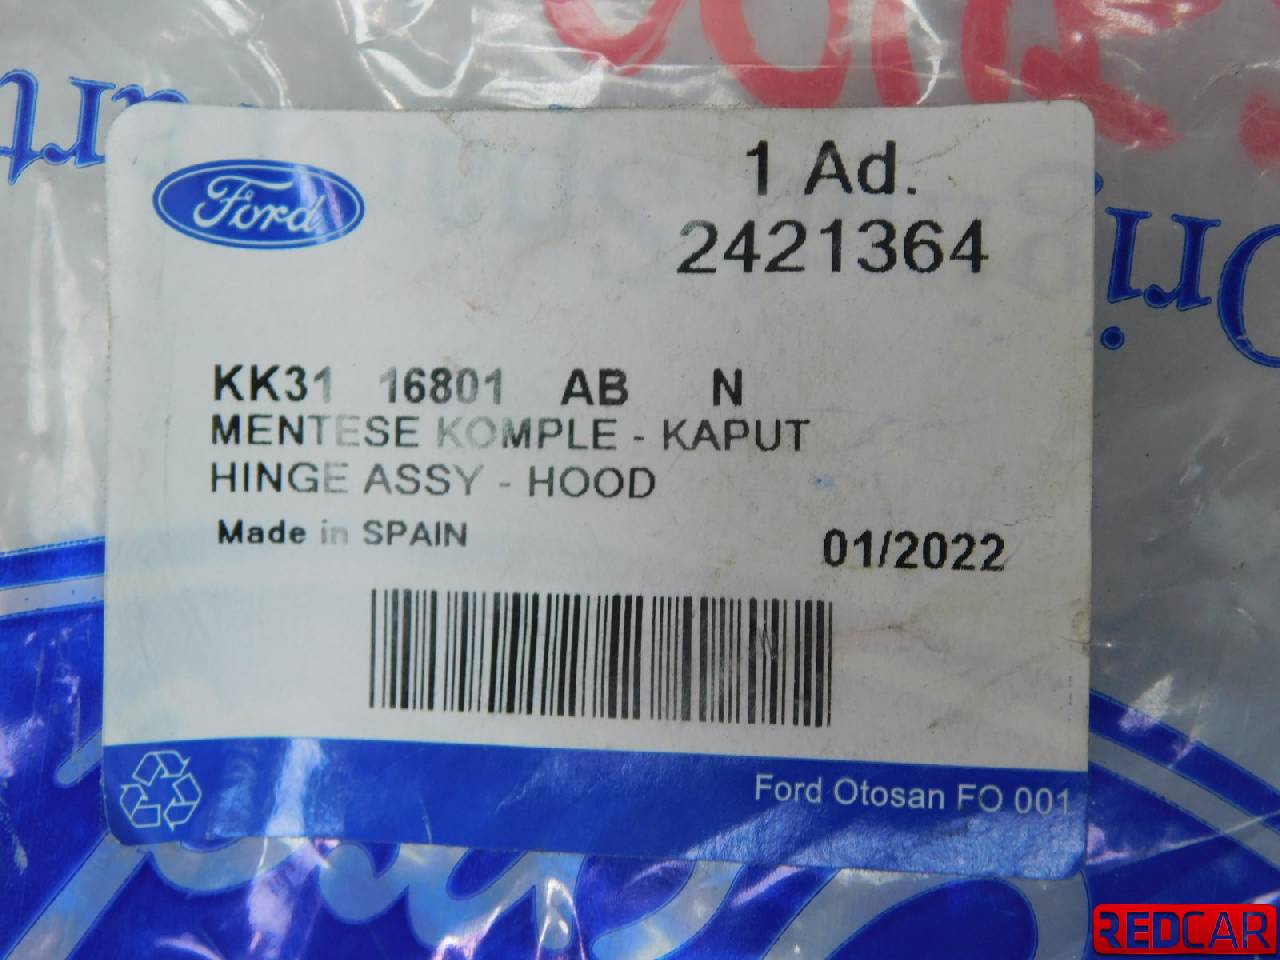 Ford
1 Ad.
2421364
KK31 16801 AB N
MENTESE KOMPLE - KAPUT
HINGE ASSY - HOOD
Made in SPAIN
01/2022
Ford Otosan FO 001
REDCAR